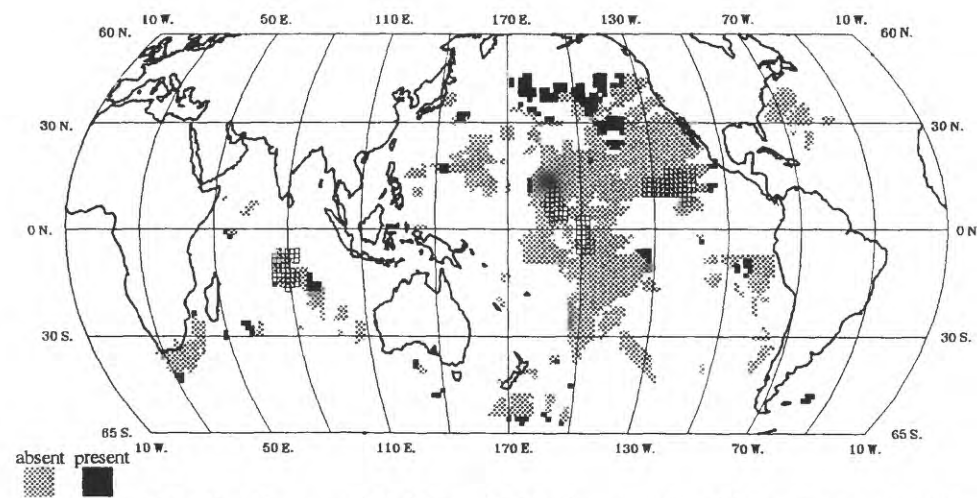 10 W. 50 E. 110 E. 170 E. 130 W. 70 W. 10 W.
60 N. 60 N.
30 N. 30 N.
0 N. 0 N
30 S. 30 S.
65 S. 65 S.
10 W. 50 E. 110 E. 170 E. 130 W. 70 W. 10 W.
absent present